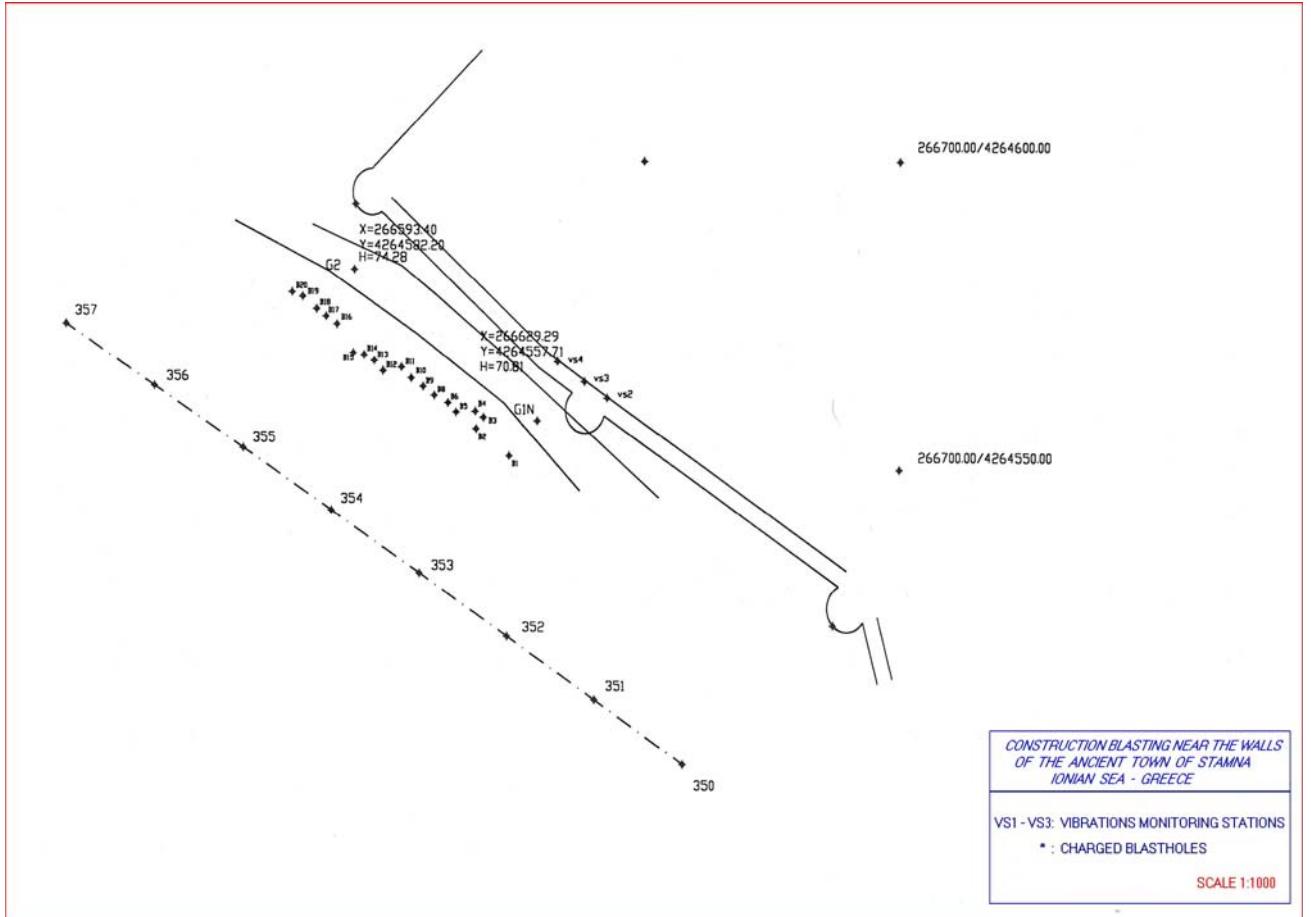 266700.00/4264600.00
X=266593.40
Y=4264582.20
H=74.28
G2
B20
B19
B18
B17
B16
357
X=266629.29
Y=4264557.71
H=70.81
vs4
vs3
vs2
B15
B14
B13
B12
B11
B10
B9
B8
B6
B5
B4
B3
B2
B1
G1N
356
355
266700.00/4264550.00
354
353
352
351
350
CONSTRUCTION BLASTING NEAR THE WALLS
OF THE ANCIENT TOWN OF STAMNA
IONIAN SEA - GREECE
VS1 - VS3: VIBRATIONS MONITORING STATIONS
* : CHARGED BLASTHOLES
SCALE 1:1000